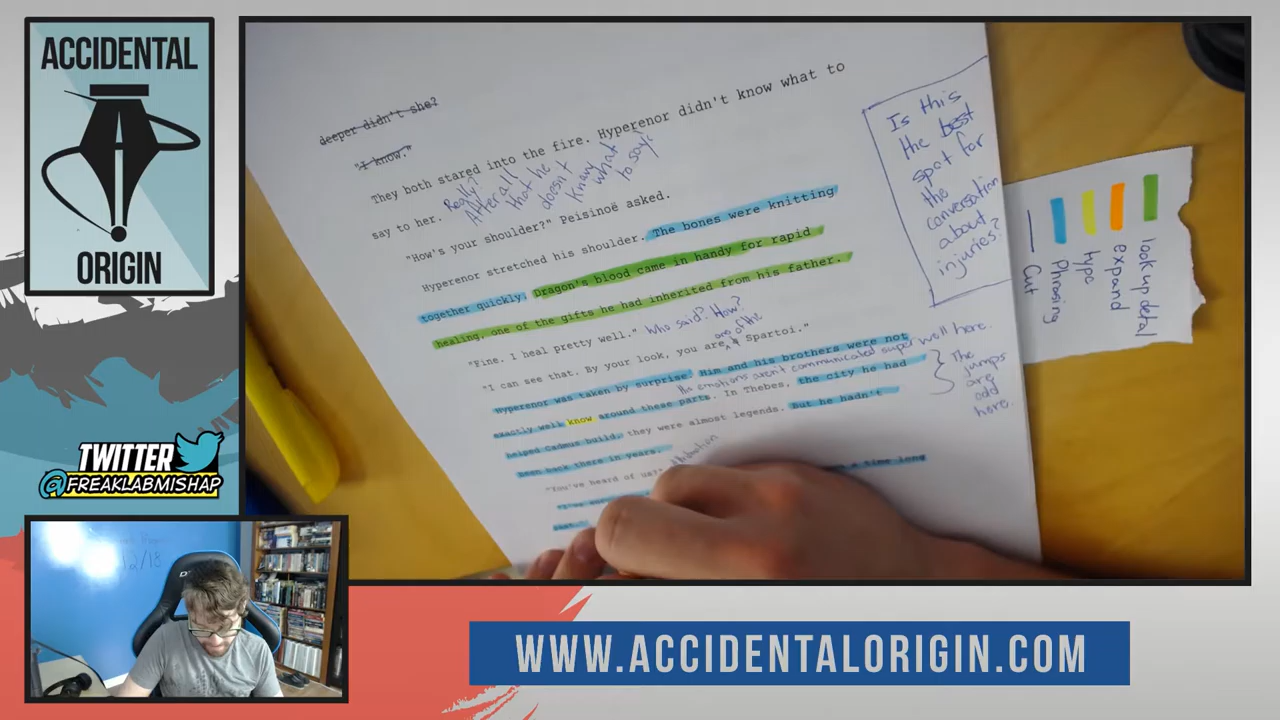 ACCIDENTAL
ORIGIN
TWITTER
@FREAKLABMISHAP
12/18
WWW.ACCIDENTALORIGIN.COM
deeper didn't she?
"I know."
They both stared into the fire. Hyperenor didn't know what to
say to her.
Really?
After all
that he
doesn't
know
what
to say?
"How's your shoulder?" Peisinoë asked.
Hyperenor stretched his shoulder. The bones were knitting
together quickly. Dragon's blood came in handy for rapid
healing, one of the gifts he had inherited from his father.
"Fine. I heal pretty well."
Who said? How?
are of the
"I can see that. By your look, you are Spartoi."
Hyperenor was taken by surprise. Him and his brothers were not
His emotions aren't communicated super well here.
exactly well know around these parts. In Thebes, the city he had
helped Cadmus build, they were almost legends. But he hadn't
been back there in years.
"You've heard of us?"
a time long
Is this
the best
spot for
the
conversation
about
injuries?
The
jumps
are
odd
here.
Cut
Phrasing
type
expand
look up detail